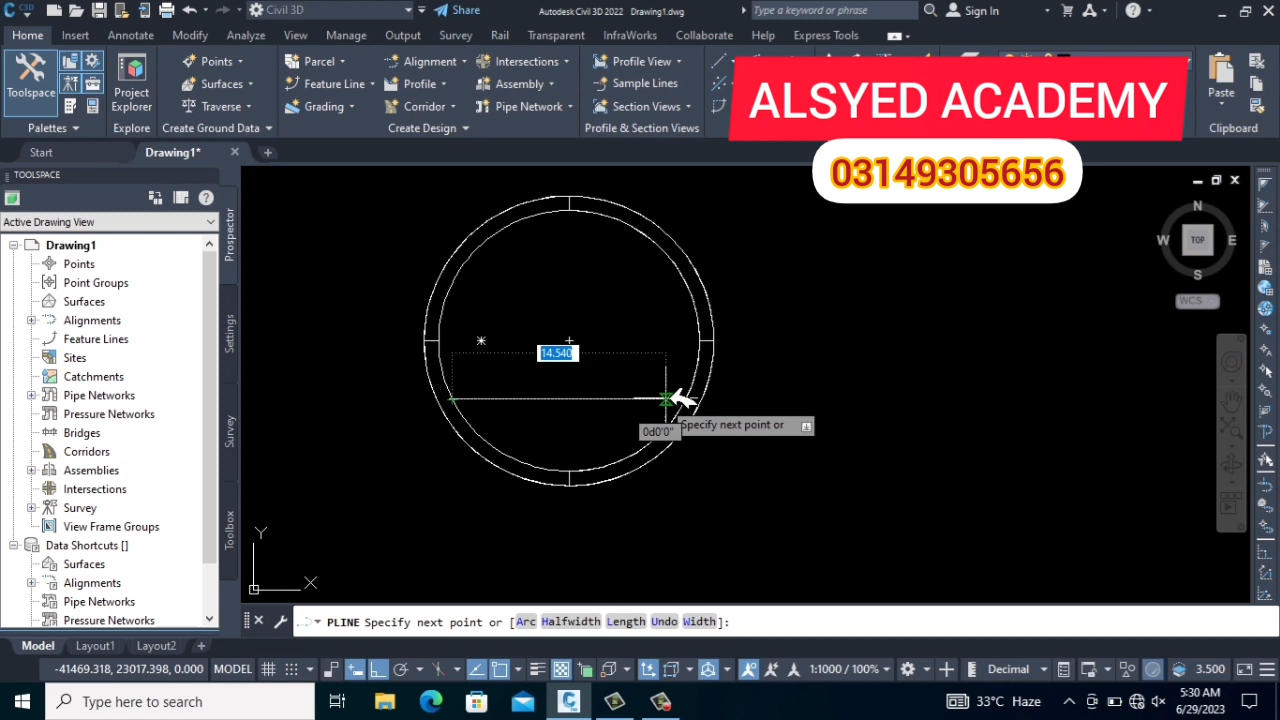 C3D
Civil 3D
Share
Autodesk Civil 3D 2022 Drawing1.dwg
Type a keyword or phrase
Sign In
Home Insert Annotate Modify Analyze View Manage Output Survey Rail Transportation InfraWorks Collaborate Help Express Tools
Toolspace
Project Explorer
Points
Surfaces
Traverse
Parcel
Feature Line
Grading
Alignment
Profile
Corridor
Intersections
Assembly
Pipe Network
Profile View
Sample Lines
Section Views
Paste
Palettes Explore Create Ground Data Create Design Profile & Section Views Clipboard
ALSYED ACADEMY
03149305656
Start Drawing1*
TOOLSPACE
Active Drawing View
Drawing1
Points
Point Groups
Surfaces
Alignments
Feature Lines
Sites
Catchments
Pipe Networks
Pressure Networks
Bridges
Corridors
Assemblies
Intersections
Survey
View Frame Groups
Data Shortcuts []
Surfaces
Alignments
Pipe Networks
Pressure Networks
Prospector
Settings
Survey
Toolbox
N
W TOP E
S
WCS
14.540
0d0'0"
Specify next point or
Y
X
PLINE Specify next point or [Arc Halfwidth Length Undo Width]:
Model Layout1 Layout2
-41469.318, 23017.398, 0.000 MODEL 1:1000 / 100% Decimal 3.500
Type here to search
33°C Haze
5:30 AM
6/29/2023